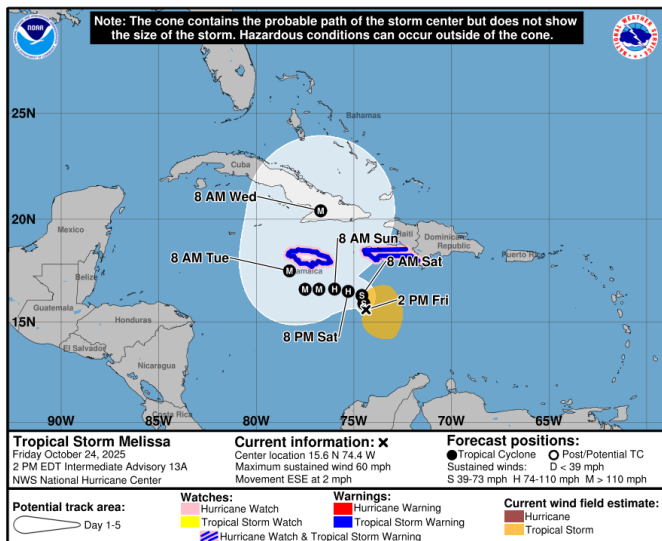 Note: The cone contains the probable path of the storm center but does not show
the size of the storm. Hazardous conditions can occur outside of the cone.
NOAA
NATIONAL WEATHER SERVICE
25N
20N
15N
Bahamas
Cuba
8 AM Wed
Mexico
8 AM Sun
Haiti
Dominican
Republic
Puerto Rico
8 AM Tue
Jamaica
8 AM Sat
Belize
M
M
M M H H S
S
2 PM Fri
Guatemala
Honduras
8 PM Sat
El Salvador
Nicaragua
Costa Rica
90W 85W 80W 75W 70W 65W
Tropical Storm Melissa
Friday October 24, 2025
2 PM EDT Intermediate Advisory 13A
NWS National Hurricane Center
Current information: ×
Center location 15.6 N 74.4 W
Maximum sustained wind 60 mph
Movement ESE at 2 mph
Forecast positions:
Tropical Cyclone Post/Potential TC
Sustained winds: D < 39 mph
S 39-73 mph H 74-110 mph M > 110 mph
Potential track area:
Day 1-5
Watches:
Hurricane Watch
Tropical Storm Watch
Warnings:
Hurricane Warning
Tropical Storm Warning
Hurricane Watch & Tropical Storm Warning
Current wind field estimate:
Hurricane
Tropical Storm